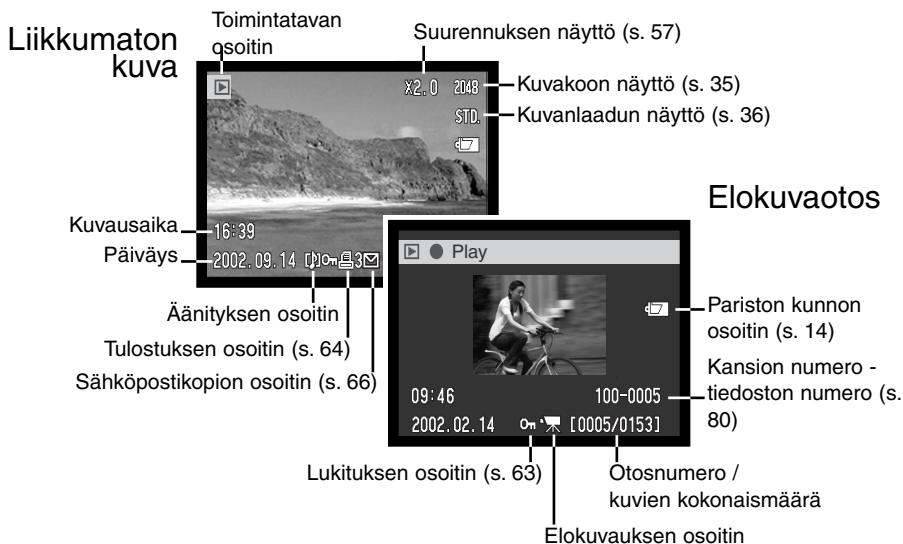 Liikkumaton
kuva
Toimintatavan
osoitin
Suurennuksen näyttö (s. 57)
X2.0 2048
Kuvakoon näyttö (s. 35)
STD.
Kuvanlaadun näyttö (s. 36)
Kuvausaika
16:39
Päiväys
2002.09.14 3
Äänityksen osoitin
Tulostuksen osoitin (s. 64)
Sähköpostikopion osoitin (s. 66)
Elokuvaotos
Play
Pariston kunnon
osoitin (s. 14)
Kansion numero -
tiedoston numero (s.
80)
09:46 100-0005
2002.02.14 [0005/0153]
Lukituksen osoitin (s. 63)
Otosnumero /
kuvien kokonaismäärä
Elokuvauksen osoitin